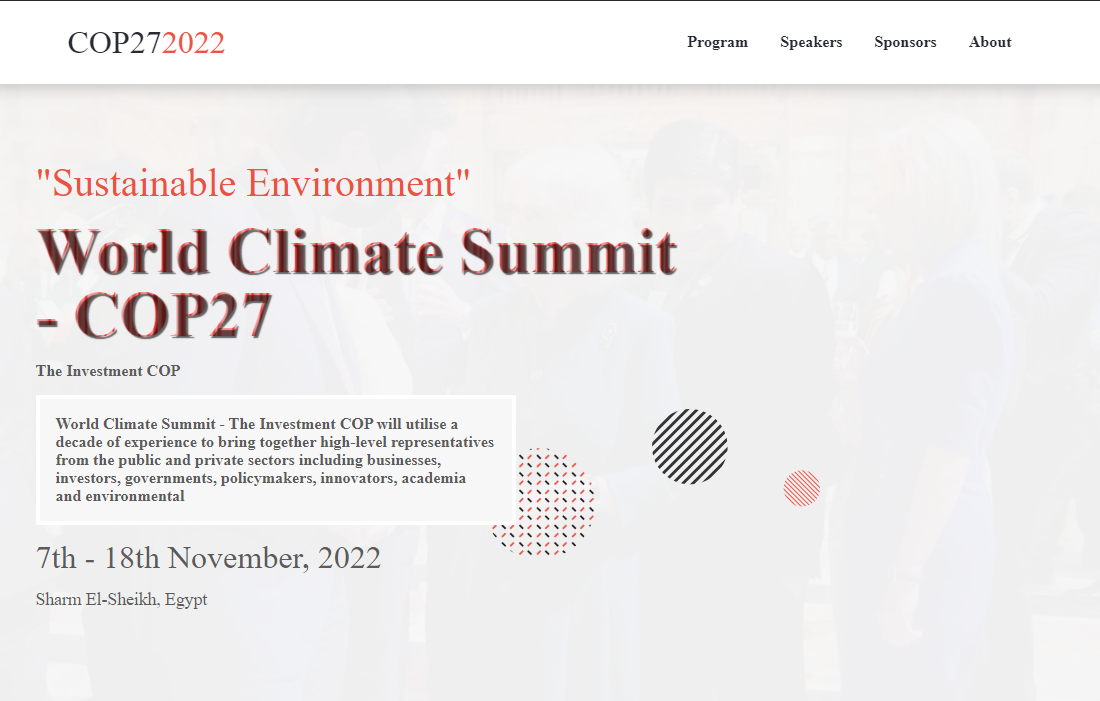 COP272022
Program Speakers Sponsors About
"Sustainable Environment"
World Climate Summit
- COP27
The Investment COP
World Climate Summit - The Investment COP will utilise a
decade of experience to bring together high-level representatives
from the public and private sectors including businesses,
investors, governments, policymakers, innovators, academia
and environmental
7th - 18th November, 2022
Sharm El-Sheikh, Egypt